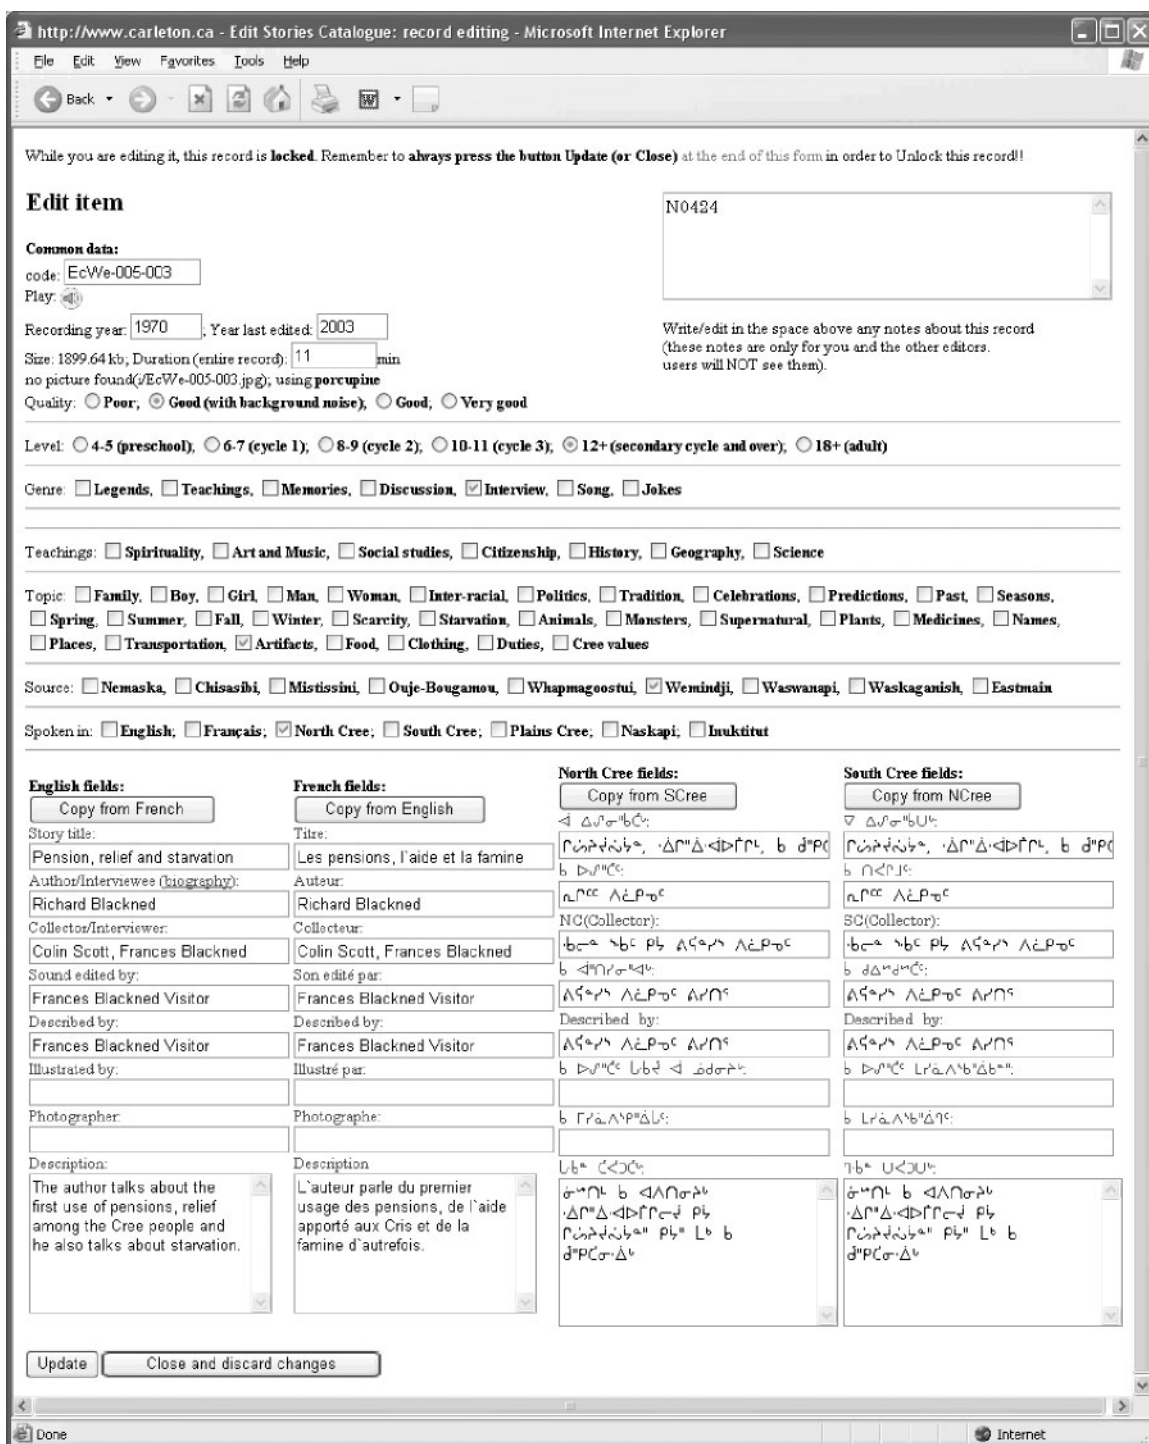 http://www.carleton.ca - Edit Stories Catalogue: record editing - Microsoft Internet Explorer
File Edit View Favorites Tools Help
Back
While you are editing it, this record is locked. Remember to always press the button Update (or Close) at the end of this form in order to Unlock this record!!
Edit item
N0424
Common data:
code: EcWe-005-003
Play:
Recording year: 1970 ; Year last edited: 2003
Write/edit in the space above any notes about this record
(these notes are only for you and the other editors.
users will NOT see them).
Size: 1899.64 kb; Duration (entire record): 11 min
no picture found(i/EcWe-005-003.jpg); using porcupine
Quality: Poor; Good (with background noise), Good; Very good
Level: 4-5 (preschool), 6-7 (cycle 1); 8-9 (cycle 2); 10-11 (cycle 3); 12+ (secondary cycle and over); 18+ (adult)
Genre: Legends, Teachings, Memories, Discussion, Interview, Song, Jokes
Teachings: Spirituality, Art and Music, Social studies, Citizenship, History, Geography, Science
Topic: Family, Boy, Girl, Man, Woman, Inter-racial, Politics, Tradition, Celebrations, Predictions, Past, Seasons,
Spring, Summer, Fall, Winter, Scarcity, Starvation, Animals, Monsters, Supernatural, Plants, Medicines, Names,
Places, Transportation, Artifacts, Food, Clothing, Duties, Cree values
Source: Nemaska, Chisasibi, Mistissini, Ouje-Bougamou, Whapmagoostui, Wemindji, Waswanapi, Waskaganish, Eastmain
Spoken in: English; Français; North Cree; South Cree; Plains Cree; Naskapi; Inuktitut
English fields:
Copy from French
Story title:
Pension, relief and starvation
Author/Interviewee (biography):
Richard Blackned
Collector/Interviewer:
Colin Scott, Frances Blackned
Sound edited by:
Frances Blackned Visitor
Described by:
Frances Blackned Visitor
Illustrated by:
Photographer:
Description:
The author talks about the
first use of pensions, relief
among the Cree people and
he also talks about starvation.
French fields:
Copy from English
Titre:
Les pensions, l'aide et la famine
Auteur:
Richard Blackned
Collecteur:
Colin Scott, Frances Blackned
Son edité par:
Frances Blackned Visitor
Described by:
Frances Blackned Visitor
Illustré par:
Photographe:
Description
L`auteur parle du premier
usage des pensions, de l`aide
apporté aux Cris et de la
famine d`autrefois.
North Cree fields:
Copy from SCree
NC(Collector):
Described by:
South Cree fields:
Copy from NCree
SC(Collector):
Described by:
Update Close and discard changes
Done Internet